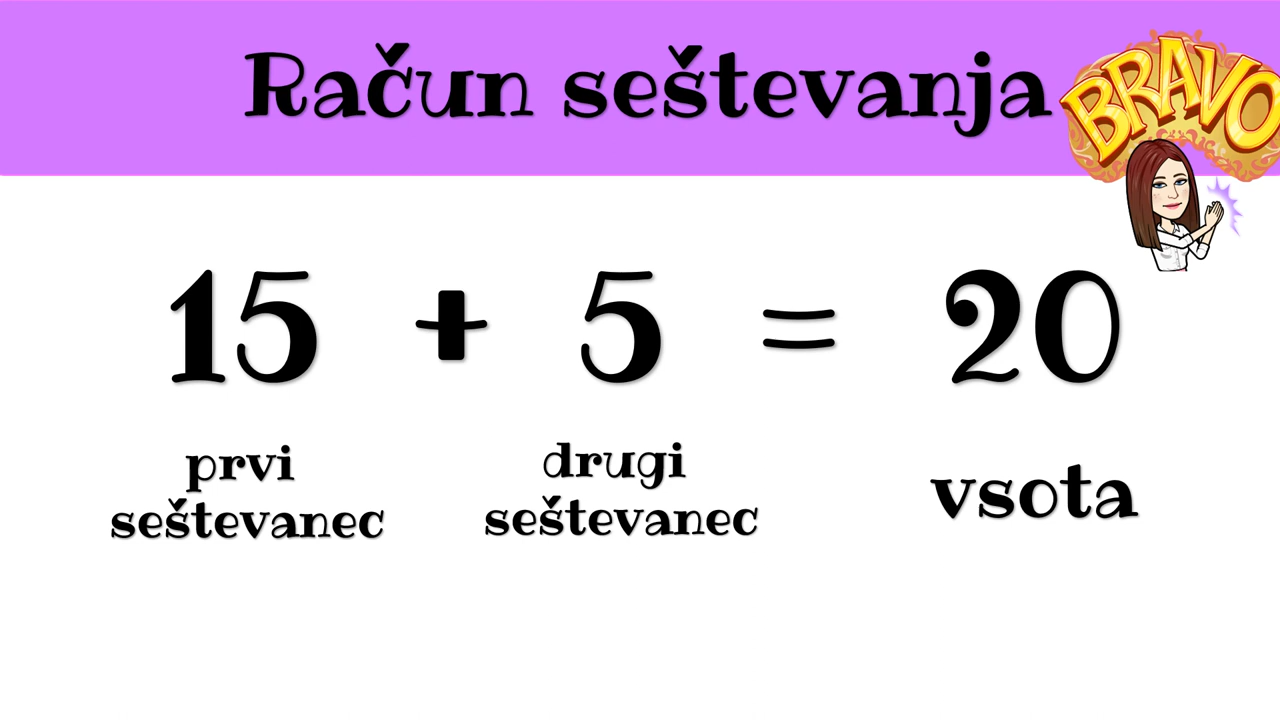 Račun seštevanja
BRAVO
15 + 5 = 20
prvi
seštevanec
drugi
seštevanec
vsota